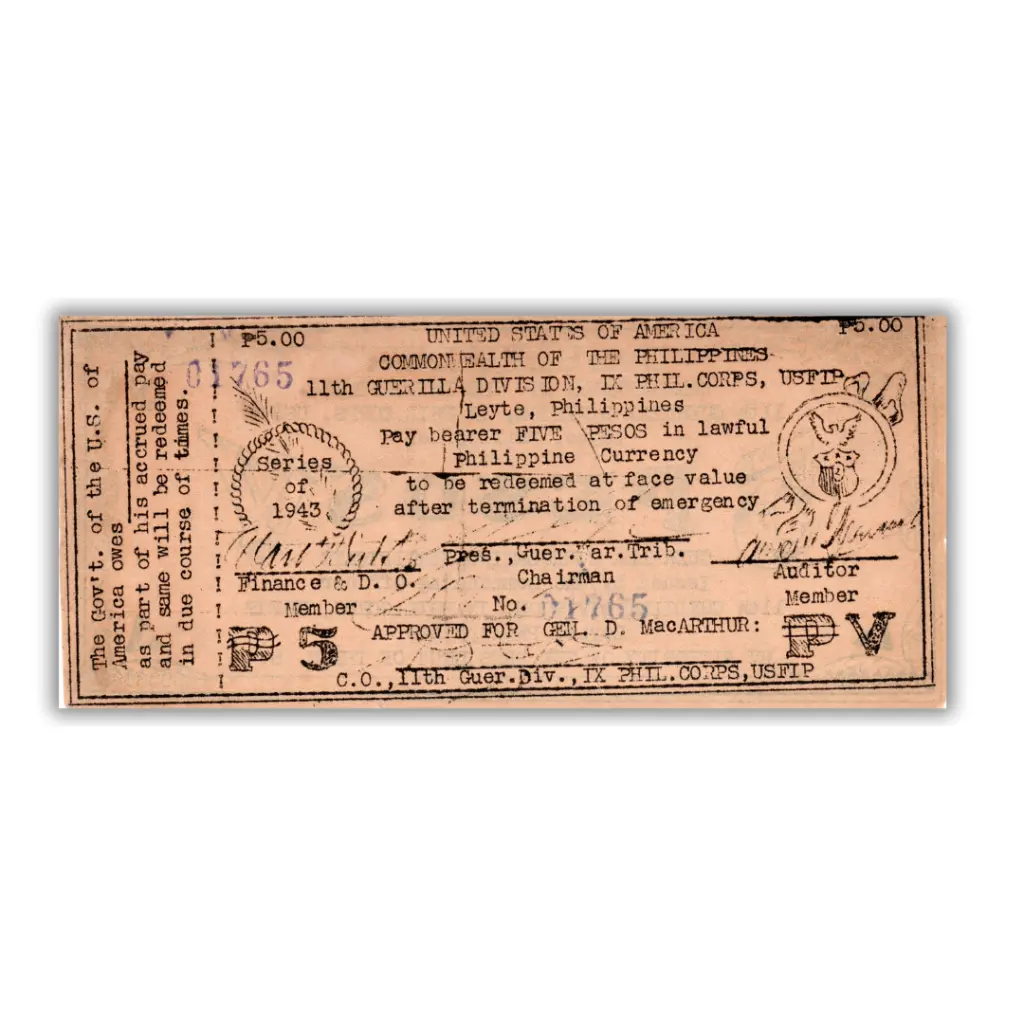 The Gov't. of the U.S. of
America owes
as part of his accrued pay
and same will be redeemed
in due course of times.
₱5.00
₱5.00
01765
UNITED STATES OF AMERICA
COMMONWEALTH OF THE PHILIPPINES
11th GUERILLA DIVISION, IX PHIL.CORPS, USFIP
Leyte, Philippines
Pay bearer FIVE PESOS in lawful
Philippine Currency
to be redeemed at face value
after termination of emergency
Series
of
1943
Pres.,Guer.War.Trib.
Chairman
Finance & D. O.
Member
Auditor
Member
No. 01765
APPROVED FOR GEN. D. MacARTHUR:
₱ 5
₱ V
C.O.,11th Guer.Div.,IX PHIL.CORPS,USFIP